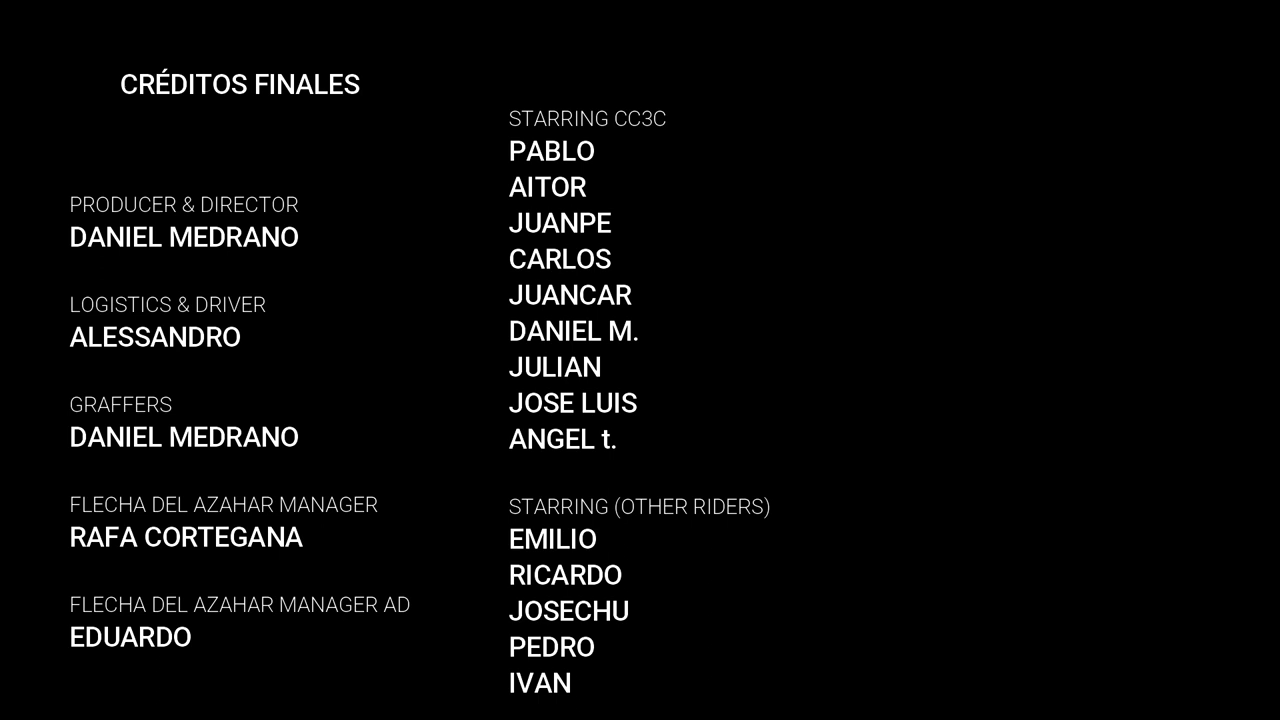 CRÉDITOS FINALES
PRODUCER & DIRECTOR
DANIEL MEDRANO
LOGISTICS & DRIVER
ALESSANDRO
GRAFFERS
DANIEL MEDRANO
FLECHA DEL AZAHAR MANAGER
RAFA CORTEGANA
FLECHA DEL AZAHAR MANAGER AD
EDUARDO
STARRING CC3C
PABLO
AITOR
JUANPE
CARLOS
JUANCAR
DANIEL M.
JULIAN
JOSE LUIS
ANGEL t.
STARRING (OTHER RIDERS)
EMILIO
RICARDO
JOSECHU
PEDRO
IVAN